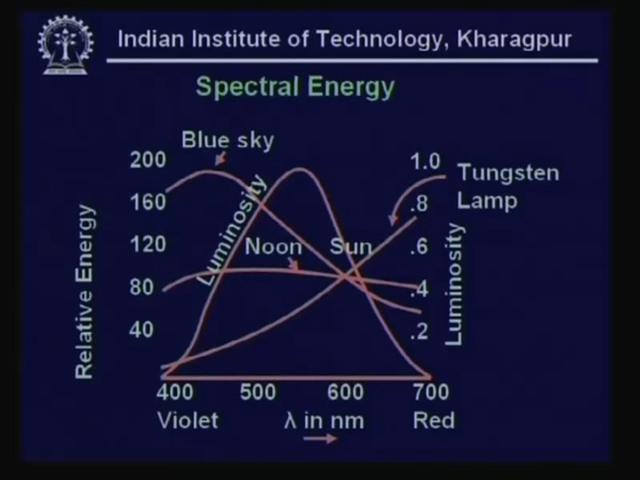 Indian Institute of Technology, Kharagpur
Spectral Energy
Blue sky
200
160
120
80
40
Relative Energy
Luminosity
Noon Sun
1.0
.8
.6
.4
.2
Tungsten
Lamp
Luminosity
400 500 600 700
Violet λ in nm Red